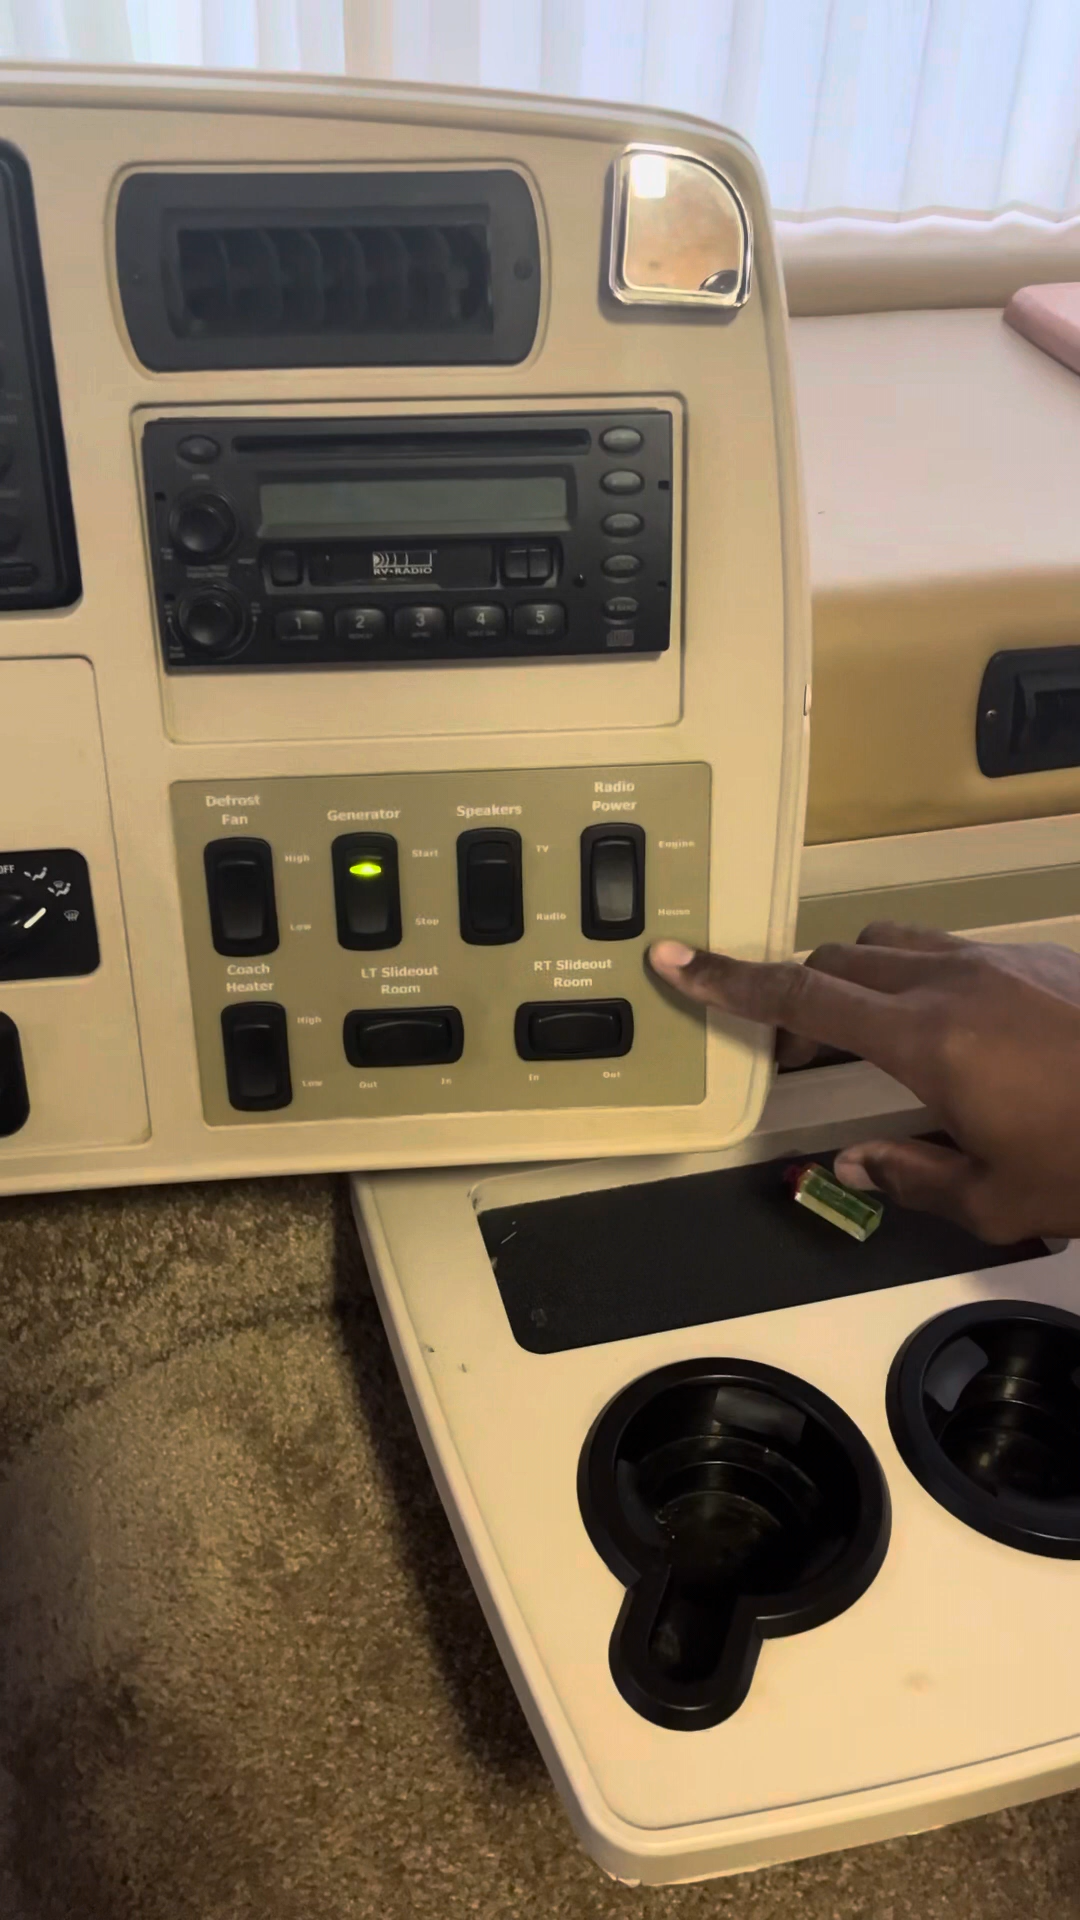 RV•RADIO
1
2
3
4
5
Defrost
Fan
High
Low
Generator
Start
Stop
Speakers
TV
Radio
Radio
Power
Engine
House
OFF
Coach
Heater
High
Low
LT Slideout
Room
Out
In
RT Slideout
Room
In
Out